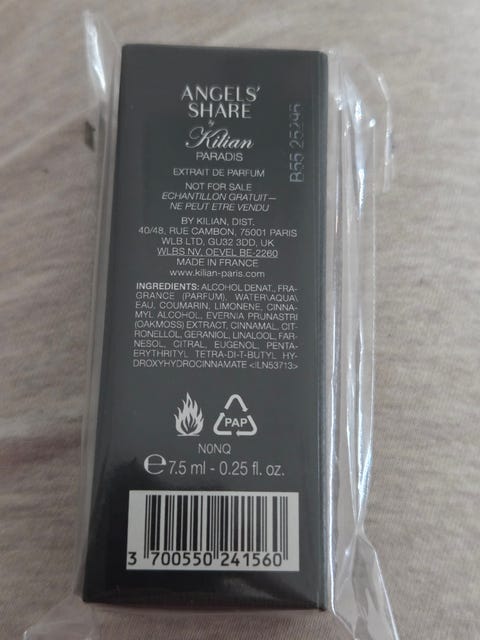 ANGELS'
SHARE
by
Kilian
PARADIS
EXTRAIT DE PARFUM
NOT FOR SALE
ECHANTILLON GRATUIT—
NE PEUT ETRE VENDU
BY KILIAN, DIST.
40/48, RUE CAMBON, 75001 PARIS
WLB LTD, GU32 3DD, UK
WLBS NV, OEVEL BE-2260
MADE IN FRANCE
www.kilian-paris.com
INGREDIENTS: ALCOHOL DENAT., FRA-
GRANCE (PARFUM), WATER\AQUA\
EAU, COUMARIN, LIMONENE, CINNA-
MYL ALCOHOL, EVERNIA PRUNASTRI
(OAKMOSS) EXTRACT, CINNAMAL, CIT-
RONELLOL, GERANIOL, LINALOOL, FAR-
NESOL, CITRAL, EUGENOL, PENTA-
ERYTHRITYL TETRA-DI-T-BUTYL HY-
DROXYHYDROCINNAMATE <ILN53713>
PAP
N0NQ
℮ 7.5 ml - 0.25 fl. oz.
3 700550 241560
B55 25295